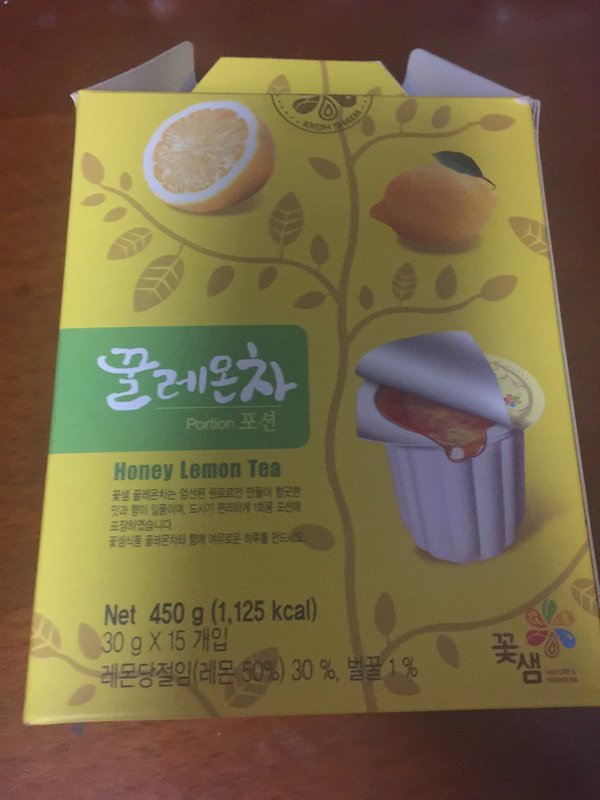 KKOH SHAEM
꿀레몬차
Portion 포션
Honey Lemon Tea
꽃샘 꿀레몬차는 엄선된 원료로만 만들어 향긋한
맛과 향이 일품이며, 드시기 편리하게 1회용 포션에
포장하였습니다.
꽃샘식품 꿀레몬차와 함께 여유로운 하루를 만드세요.
Net 450 g (1,125 kcal)
30 g X 15 개입
레몬당절임(레몬 50%) 30 %, 벌꿀 1 %
꽃샘
NATURE'S
PREMIUM